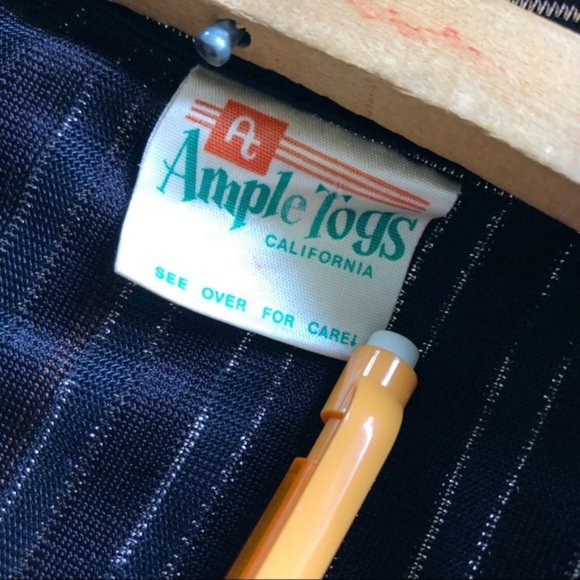 At
Ample Togs
CALIFORNIA
SEE OVER FOR CARE!